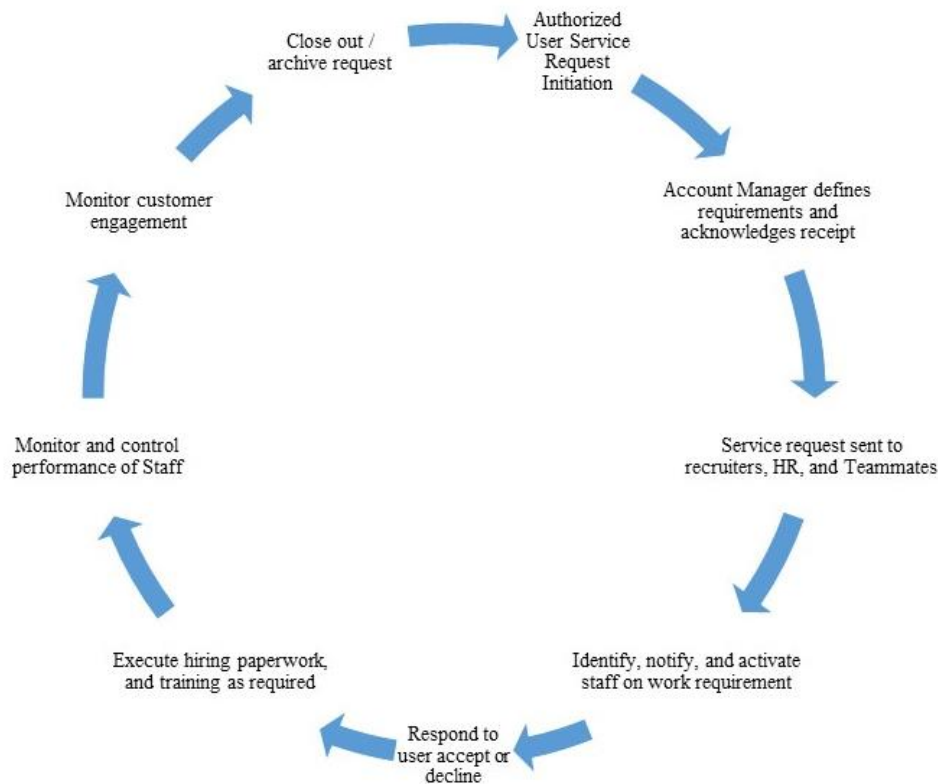 Authorized
User Service
Request
Initiation
Account Manager defines
requirements and
acknowledges receipt
Service request sent to
recruiters, HR, and Teammates
Identify, notify, and activate
staff on work requirement
Respond to
user accept or
decline
Execute hiring paperwork,
and training as required
Monitor and control
performance of Staff
Monitor customer
engagement
Close out /
archive request